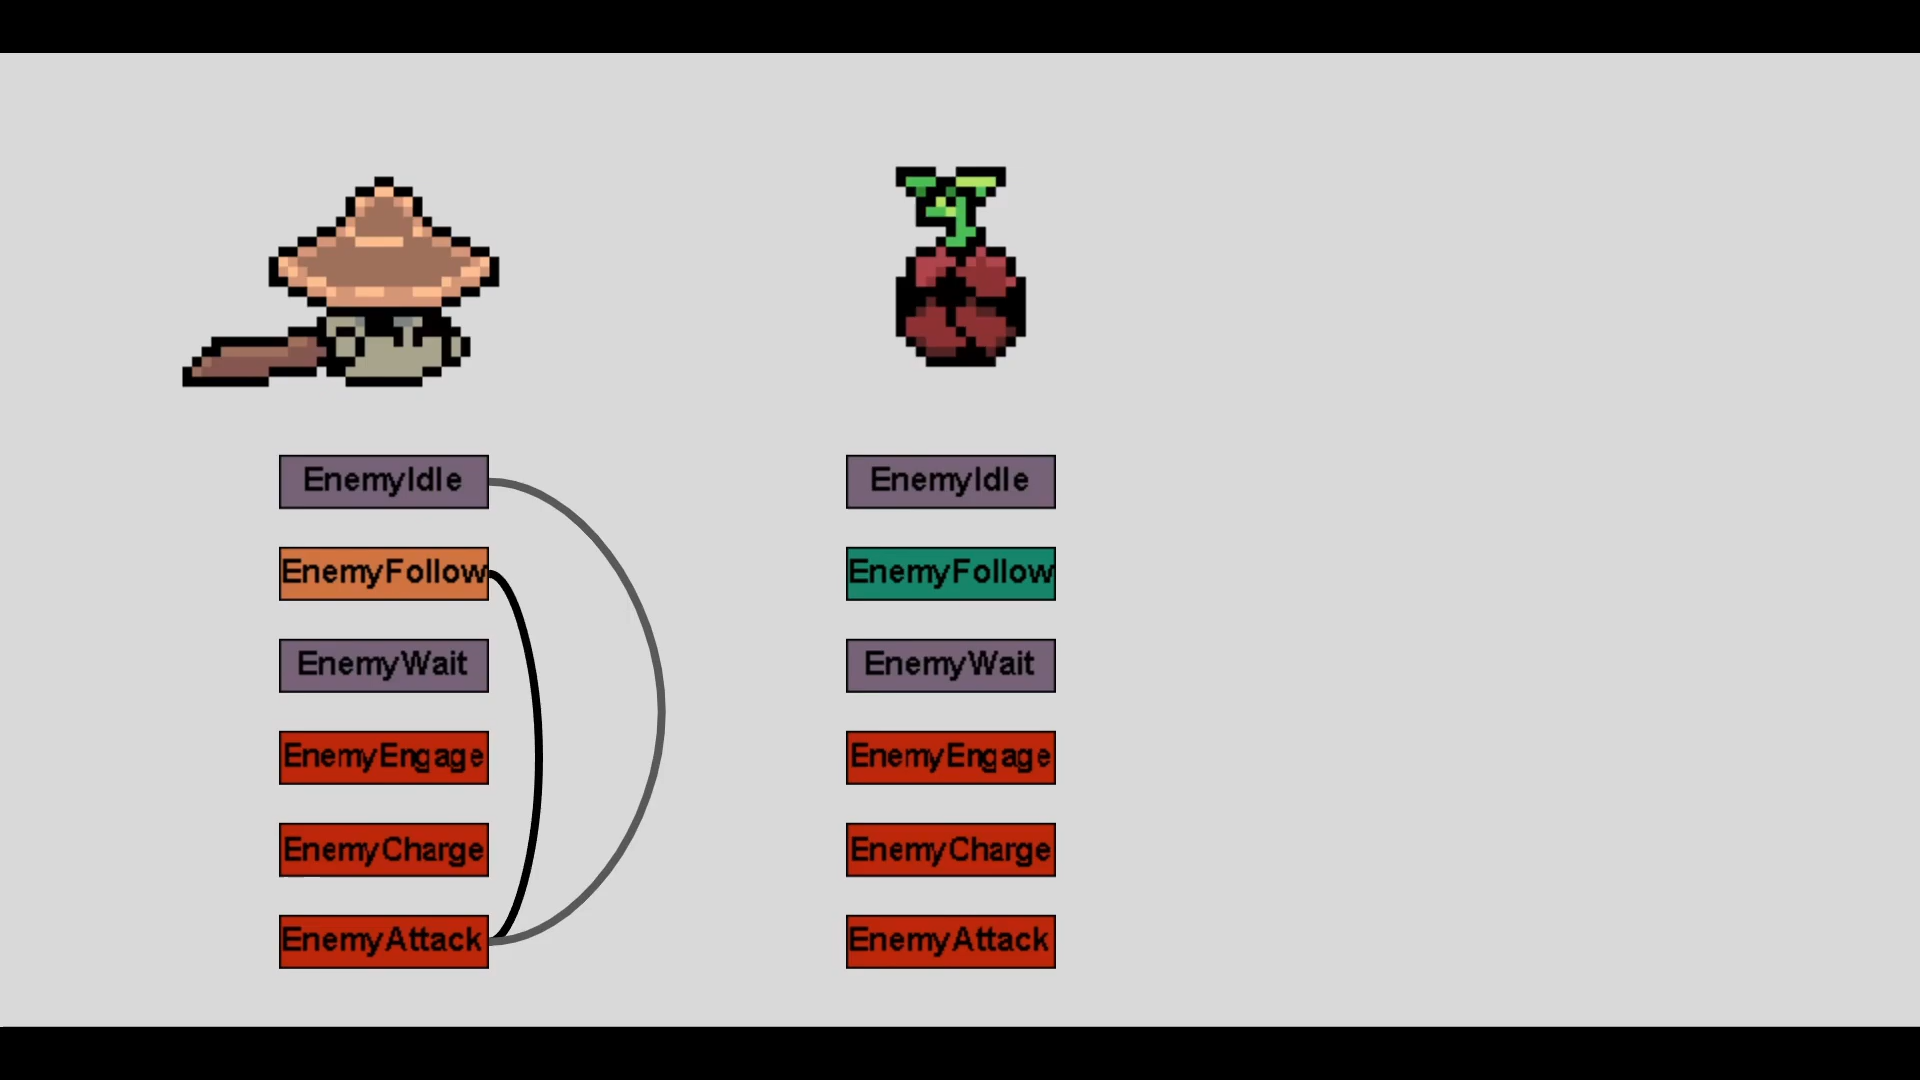 EnemyIdle
EnemyFollow
EnemyWait
EnemyEngage
EnemyCharge
EnemyAttack
EnemyIdle
EnemyFollow
EnemyWait
EnemyEngage
EnemyCharge
EnemyAttack